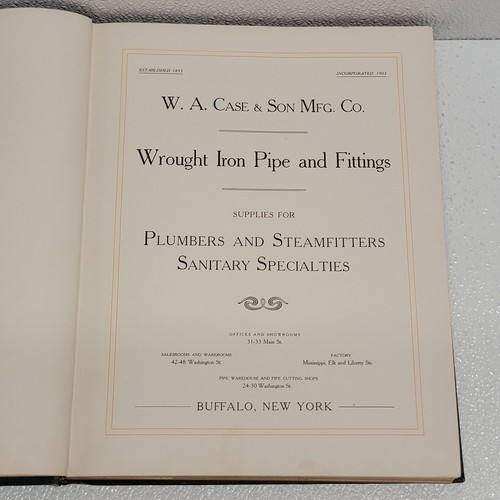 ESTABLISHED 1853 INCORPORATED 1902
W. A. CASE & SON MFG. CO.
Wrought Iron Pipe and Fittings
SUPPLIES FOR
PLUMBERS AND STEAMFITTERS
SANITARY SPECIALTIES
OFFICES AND SHOWROOMS
31-33 Main St.
SALESROOMS AND WAREROOMS FACTORY
42-48 Washington St. Mississippi, Elk and Liberty Sts.
PIPE WAREHOUSE AND PIPE CUTTING SHOPS
24-30 Washington St.
BUFFALO, NEW YORK